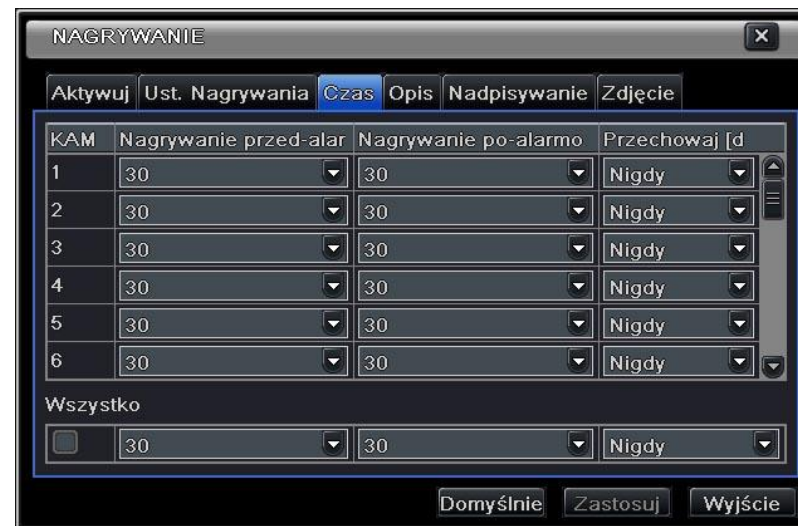 NAGRYWANIE
Aktywuj Ust. Nagrywania Czas Opis Nadpisywanie Zdjęcie
KAM Nagrywanie przed-alar Nagrywanie po-alarmo Przechowaj [d
1 30 30 Nigdy
2 30 30 Nigdy
3 30 30 Nigdy
4 30 30 Nigdy
5 30 30 Nigdy
6 30 30 Nigdy
Wszystko
30 30 Nigdy
Domyślnie Zastosuj Wyjście